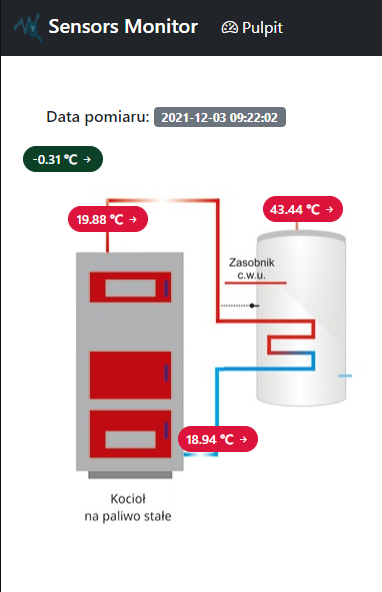 Sensors Monitor Pulpit
Data pomiaru: 2021-12-03 09:22:02
-0.31 ℃ →
19.88 ℃ →
43.44 ℃ →
Zasobnik
c.w.u.
18.94 ℃ →
Kocioł
na paliwo stałe